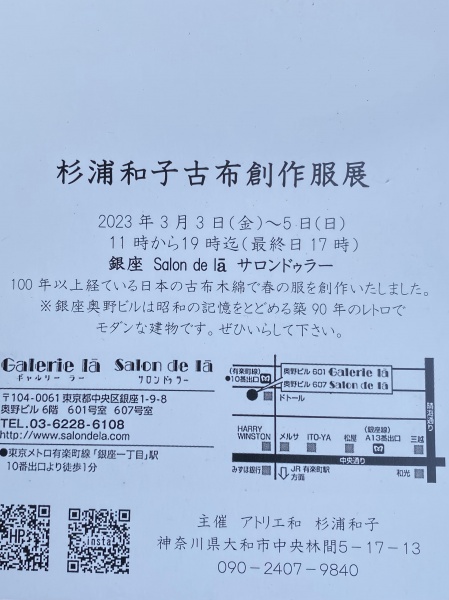 杉浦和子古布創作服展
2023年3月3日(金)～5日(日)
11時から19時迄(最終日17時)
銀座 Salon de lā サロンドゥラー
100年以上経ている日本の古布木綿で春の服を創作いたしました。
※銀座奥野ビルは昭和の記憶をとどめる築90年のレトロで
モダンな建物です。ぜひいらして下さい。
Galerie lā Salon de lā
ギャルリー ラー サロンドゥラー
〒104-0061 東京都中央区銀座1-9-8
奥野ビル 6階 601号室 607号室
TEL.03-6228-6108
http://www.salondela.com
●東京メトロ有楽町線「銀座一丁目」駅
10番出口より徒歩1分
(有楽町線)
●10番出口
奥野ビル 601 Galerie lā
奥野ビル 607 Salon de lā
ドトール
昭和通り
HARRY
WINSTON
メルサ
ITO-YA
松屋
(銀座線)
A13番出口
三越
中央通り
みずほ銀行
JR 有楽町駅
方面
和光
HP
insta
主催 アトリエ和 杉浦和子
神奈川県大和市中央林間5-17-13
090-2407-9840